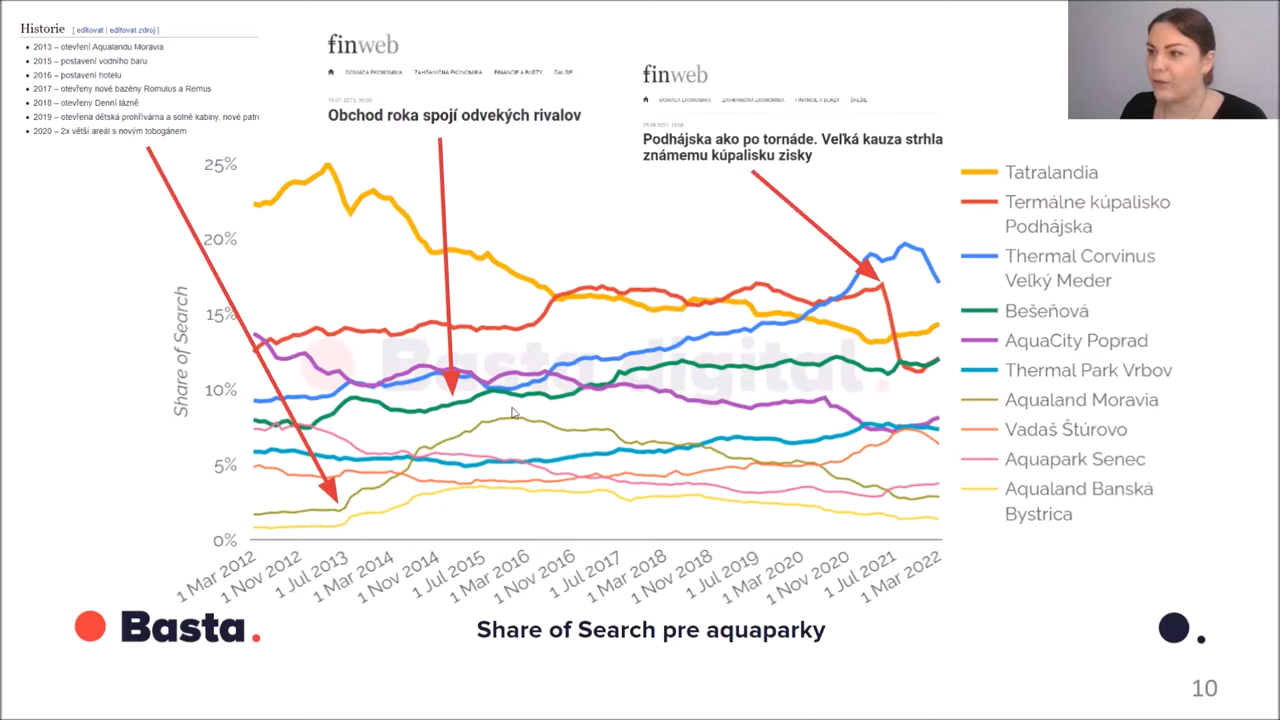 Historie [ editovat | editovat zdroj ]
• 2013 – otevření Aqualandu Moravia
• 2015 – postavení vodního baru
• 2016 – postavení hotelu
• 2017 – otevřeny nové bazény Romulus a Remus
• 2018 – otevřeny Denní lázně
• 2019 – otevřena dětská prohřívárna a solné kabiny, nové patro
• 2020 – 2x větší areál s novým tobogánem
finweb
DOMÁCA EKONOMIKA ZAHRANIČNÁ EKONOMIKA FINANCIE A BURZY ĎALŠIE
Obchod roka spojí odvekých rivalov
finweb
DOMÁCA EKONOMIKA ZAHRANIČNÁ EKONOMIKA FINANCIE A BURZY ĎALŠIE
Podhájska ako po tornáde. Veľká kauza strhla
známemu kúpalisku zisky
25%
20%
15%
10%
5%
0%
Share of Search
Basta digital.
1 Mar 2012
1 Nov 2012
1 Jul 2013
1 Mar 2014
1 Nov 2014
1 Jul 2015
1 Mar 2016
1 Nov 2016
1 Jul 2017
1 Mar 2018
1 Nov 2018
1 Jul 2019
1 Mar 2020
1 Nov 2020
1 Jul 2021
1 Mar 2022
Tatralandia
Termálne kúpalisko
Podhájska
Thermal Corvinus
Veľký Meder
Bešeňová
AquaCity Poprad
Thermal Park Vrbov
Aqualand Moravia
Vadaš Štúrovo
Aquapark Senec
Aqualand Banská
Bystrica
Basta.
Share of Search pre aquaparky
10